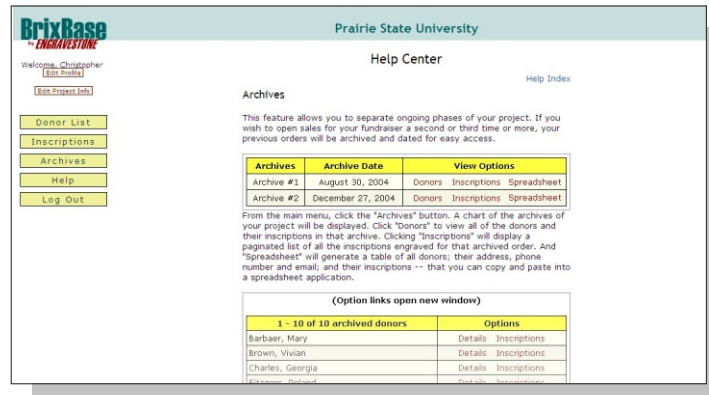 BrixBase
by ENGRAVESTONE
Prairie State University
Welcome, Christopher
Edit Profile
Edit Project Info
Donor List
Inscriptions
Archives
Help
Log Out
Help Center
Help Index
Archives
This feature allows you to separate ongoing phases of your project. If you
wish to open sales for your fundraiser a second or third time or more, your
previous orders will be archived and dated for easy access.
Archives Archive Date View Options
Archive #1 August 30, 2004 Donors Inscriptions Spreadsheet
Archive #2 December 27, 2004 Donors Inscriptions Spreadsheet
From the main menu, click the "Archives" button. A chart of the archives of
your project will be displayed. Click "Donors" to view all of the donors and
their inscriptions in that archive. Clicking "Inscriptions" will display a
paginated list of all the inscriptions engraved for that archived order. And
"Spreadsheet" will generate a table of all donors; their address, phone
number and email; and their inscriptions -- that you can copy and paste into
a spreadsheet application.
(Option links open new window)
1 - 10 of 10 archived donors Options
Barbaer, Mary Details Inscriptions
Brown, Vivian Details Inscriptions
Charles, Georgia Details Inscriptions
Details Inscriptions